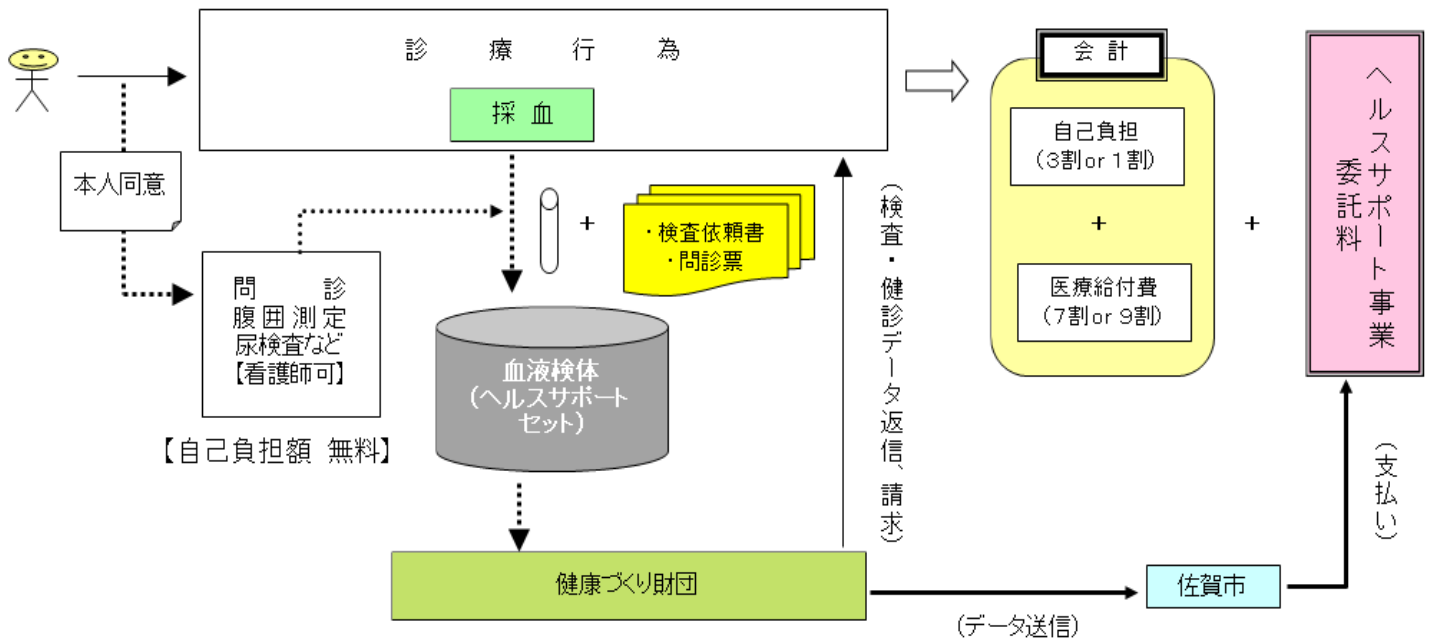 診療行為
採血
本人同意
問診
腹囲測定
尿検査など
【看護師可】
【自己負担額 無料】
+
・検査依頼書
・問診票
血液検体
(ヘルスサポート
セット)
(検査・健診データ返信、請求)
健康づくり財団
(データ送信)
佐賀市
会計
自己負担
(3割or 1割)
+
医療給付費
(7割or 9割)
+
ヘルスサポート事業
委託料
(支払い)